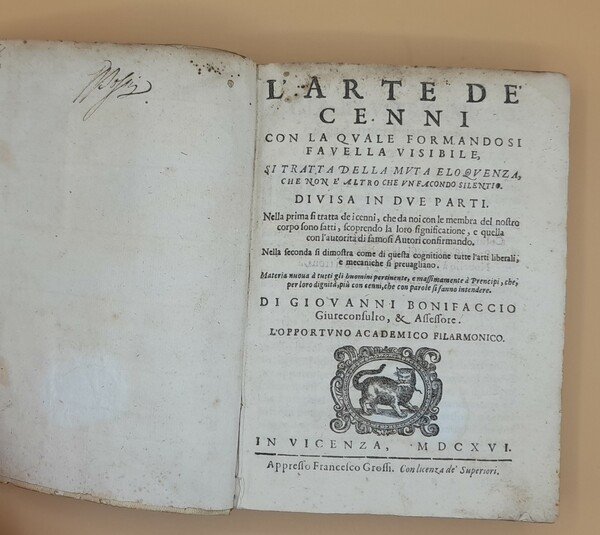 L'ARTE DE'
CENNI
CON LA QVALE FORMANDOSI
FAVELLA VISIBILE,
SI TRATTA DELLA MVTA ELOQVENZA,
CHE NON E' ALTRO CHE VN FACONDO SILENTIO.
DIVISA IN DVE PARTI.
Nella prima si tratta de i cenni, che da noi con le membra del nostro
corpo sono fatti, scoprendo la loro significatione, e quella
con l'autorità di famosi Autori confirmando.
Nella seconda si dimostra come di questa cognitione tutte l'arti liberali,
e mecaniche si preuagliano.
Materia nuoua à tutti gli huomini pertinente, e massimamente à Prencipi, che,
per loro dignità, più con cenni, che con parole si fanno intendere.
DI GIOVANNI BONIFACCIO
Giureconsulto, & Assessore.
L'OPPORTVNO ACADEMICO FILARMONICO.
IN VICENZA, MDCXVI.
Appresso Francesco Grossi. Con licenza de' Superiori.